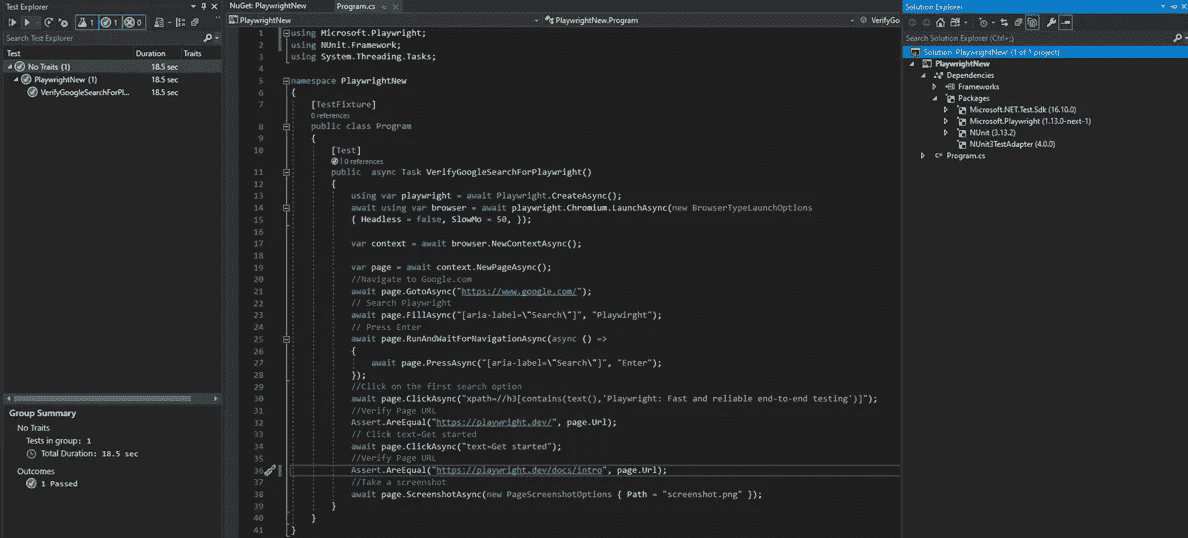 Test Explorer
1
1
0
Search Test Explorer
Test Duration Traits
No Traits (1) 18.5 sec
PlaywrightNew (1) 18.5 sec
VerifyGoogleSearchForPl... 18.5 sec
Group Summary
No Traits
Tests in group: 1
Total Duration: 18.5 sec
Outcomes
1 Passed
NuGet: PlaywrightNew Program.cs
PlaywrightNew PlaywrightNew.Program VerifyGo
1 using Microsoft.Playwright;
2 using NUnit.Framework;
3 using System.Threading.Tasks;
4
5 namespace PlaywrightNew
6 {
7 [TestFixture]
0 references
8 public class Program
9 {
10 [Test]
0 references
11 public async Task VerifyGoogleSearchForPlaywright()
12 {
13 using var playwright = await Playwright.CreateAsync();
14 await using var browser = await playwright.Chromium.LaunchAsync(new BrowserTypeLaunchOptions
15 { Headless = false, SlowMo = 50, });
16
17 var context = await browser.NewContextAsync();
18
19 var page = await context.NewPageAsync();
20 //Navigate to Google.com
21 await page.GotoAsync("https://www.google.com/");
22 // Search Playwright
23 await page.FillAsync("[aria-label=\"Search\"]", "Playwirght");
24 // Press Enter
25 await page.RunAndWaitForNavigationAsync(async () =>
26 {
27 await page.PressAsync("[aria-label=\"Search\"]", "Enter");
28 });
29 //Click on the first search option
30 await page.ClickAsync("xpath=//h3[contains(text(),'Playwright: Fast and reliable end-to-end testing')]");
31 //Verify Page URL
32 Assert.AreEqual("https://playwright.dev/", page.Url);
33 // Click text=Get started
34 await page.ClickAsync("text=Get started");
35 //Verify Page URL
36 Assert.AreEqual("https://playwright.dev/docs/intro", page.Url);
37 //Take a screenshot
38 await page.ScreenshotAsync(new PageScreenshotOptions { Path = "screenshot.png" });
39 }
40 }
41 }
Solution Explorer
Search Solution Explorer (Ctrl+;)
Solution 'PlaywrightNew' (1 of 1 project)
PlaywrightNew
Dependencies
Frameworks
Packages
Microsoft.NET.Test.Sdk (16.10.0)
Microsoft.Playwright (1.13.0-next-1)
NUnit (3.13.2)
NUnit3TestAdapter (4.0.0)
Program.cs